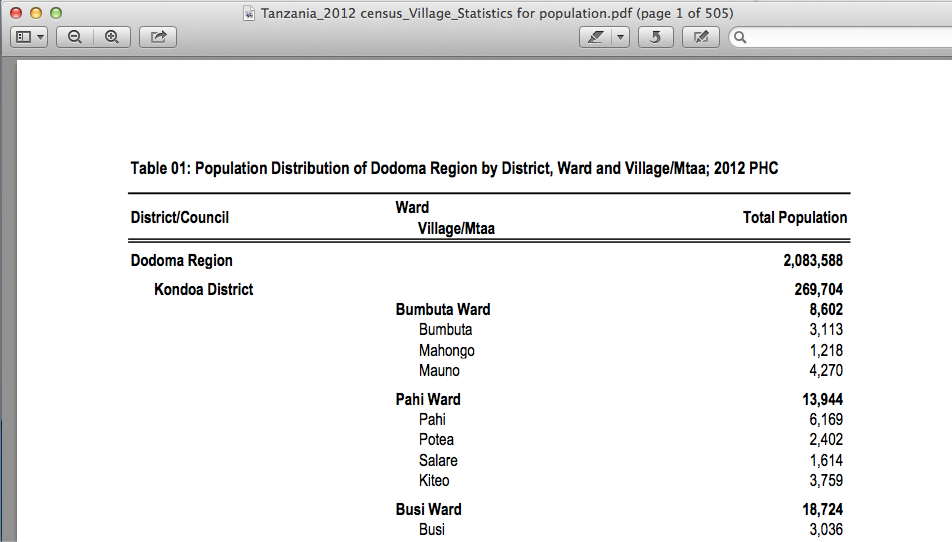 Tanzania_2012 census_Village_Statistics for population.pdf (page 1 of 505)
Table 01: Population Distribution of Dodoma Region by District, Ward and Village/Mtaa; 2012 PHC
District/Council Ward Village/Mtaa Total Population
Dodoma Region 2,083,588
Kondoa District 269,704
Bumbuta Ward 8,602
Bumbuta 3,113
Mahongo 1,218
Mauno 4,270
Pahi Ward 13,944
Pahi 6,169
Potea 2,402
Salare 1,614
Kiteo 3,759
Busi Ward 18,724
Busi 3,036